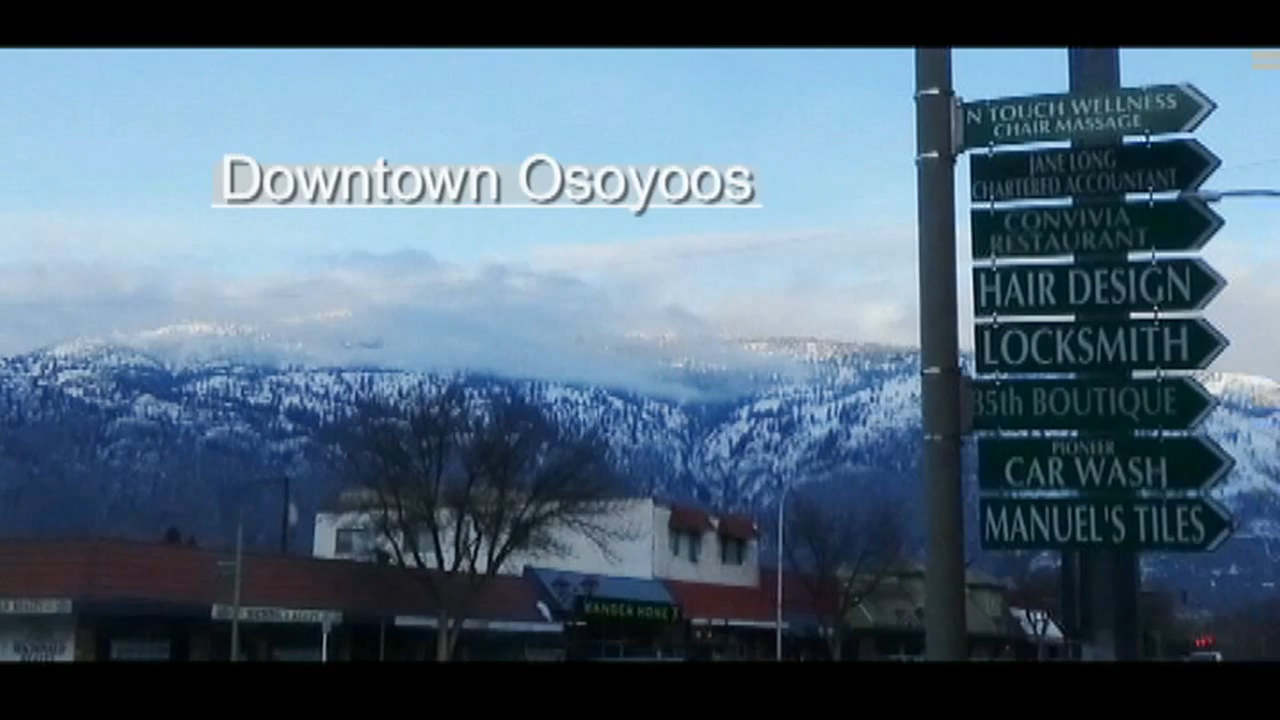 Downtown Osoyoos
N TOUCH WELLNESS
CHAIR MASSAGE
JANE LONG
CHARTERED ACCOUNTANT
CONVIVIA
RESTAURANT
HAIR DESIGN
LOCKSMITH
35th BOUTIQUE
PIONEER
CAR WASH
MANUEL'S TILES